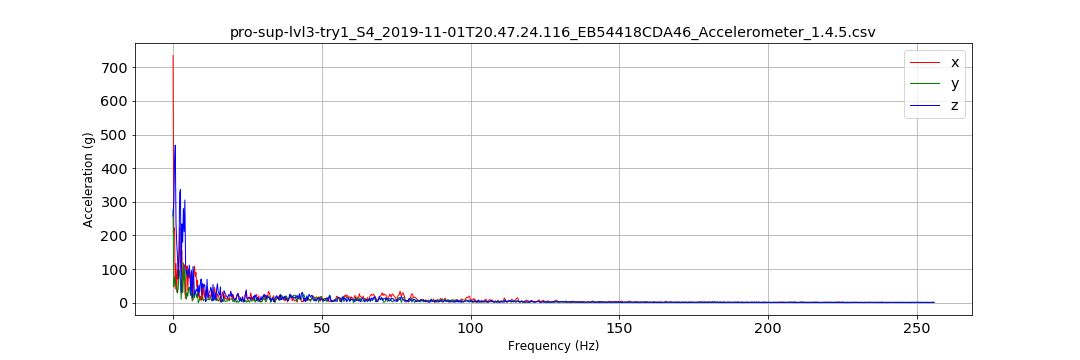 pro-sup-lvl3-try1_S4_2019-11-01T20.47.24.116_EB54418CDA46_Accelerometer_1.4.5.csv
x
y
z
700
600
500
400
300
200
100
0
Acceleration (g)
0 50 100 150 200 250
Frequency (Hz)